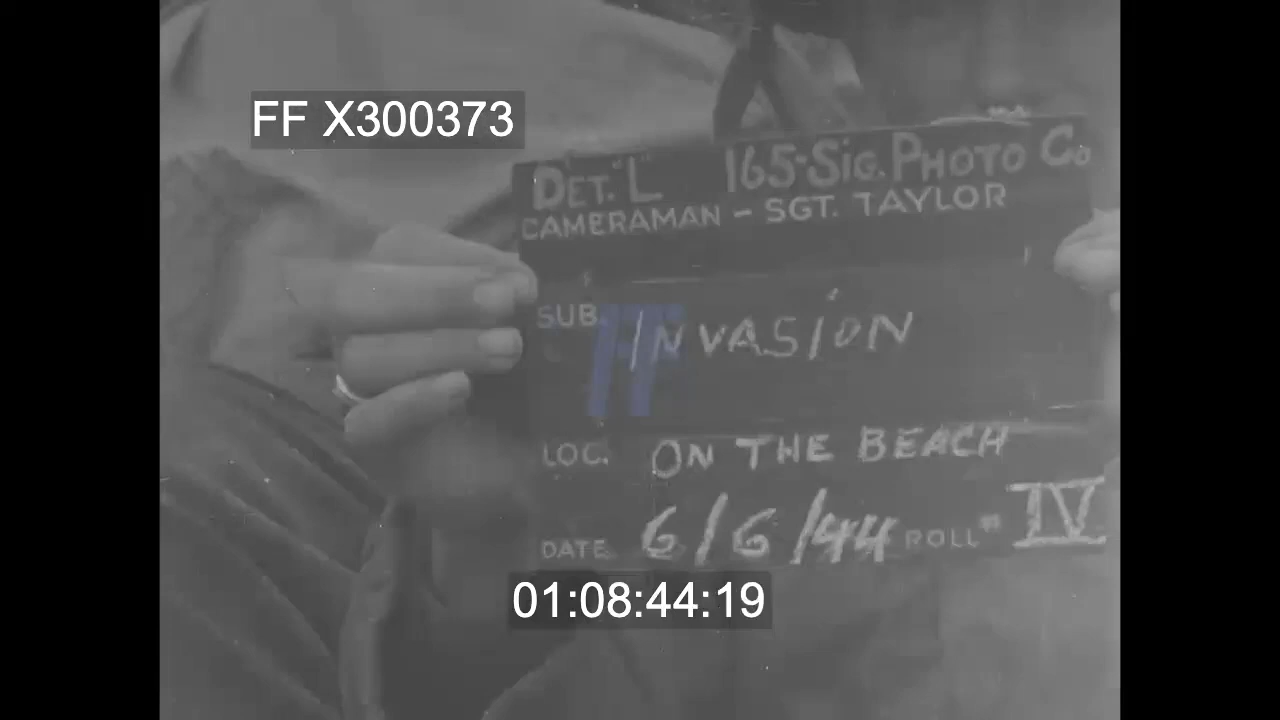 FF X300373
DET. "L" 165-SIG. PHOTO CO
CAMERAMAN - SGT. TAYLOR
SUB. INVASION
FF
LOC. ON THE BEACH
DATE 6/6/44 ROLL # IV
01:08:44:19